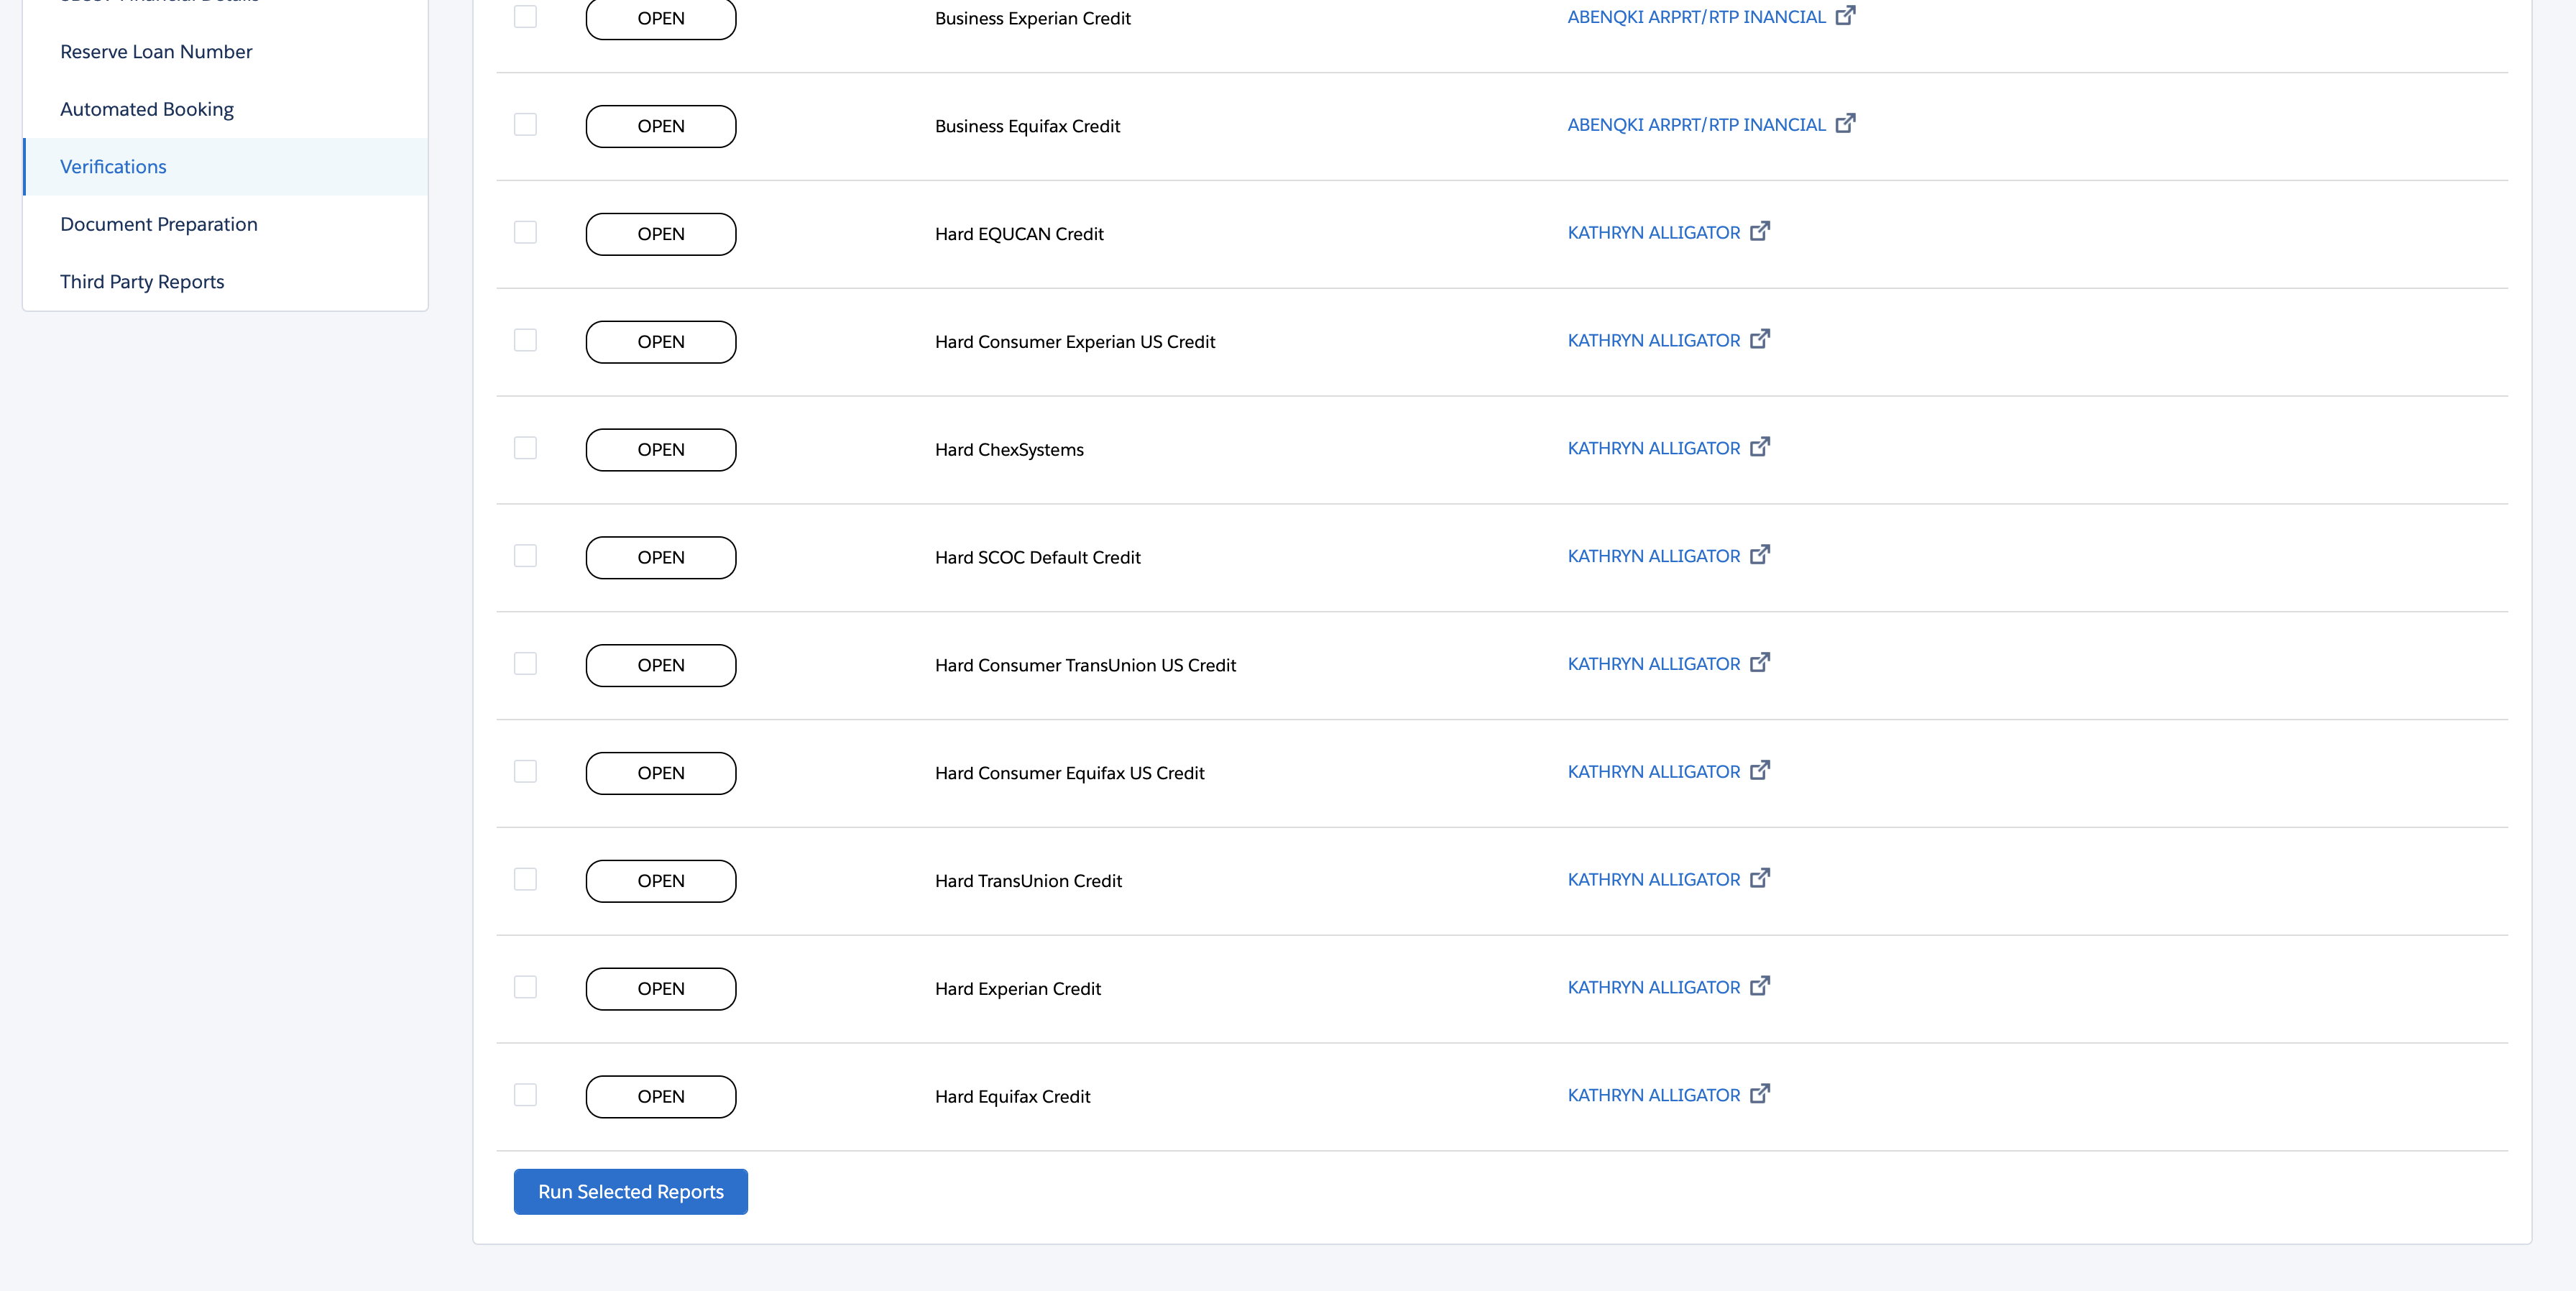 Reserve Loan Number
Automated Booking
Verifications
Document Preparation
Third Party Reports
OPEN Business Experian Credit ABENQKI ARPRT/RTP INANCIAL
OPEN Business Equifax Credit ABENQKI ARPRT/RTP INANCIAL
OPEN Hard EQUCAN Credit KATHRYN ALLIGATOR
OPEN Hard Consumer Experian US Credit KATHRYN ALLIGATOR
OPEN Hard ChexSystems KATHRYN ALLIGATOR
OPEN Hard SCOC Default Credit KATHRYN ALLIGATOR
OPEN Hard Consumer TransUnion US Credit KATHRYN ALLIGATOR
OPEN Hard Consumer Equifax US Credit KATHRYN ALLIGATOR
OPEN Hard TransUnion Credit KATHRYN ALLIGATOR
OPEN Hard Experian Credit KATHRYN ALLIGATOR
OPEN Hard Equifax Credit KATHRYN ALLIGATOR
Run Selected Reports